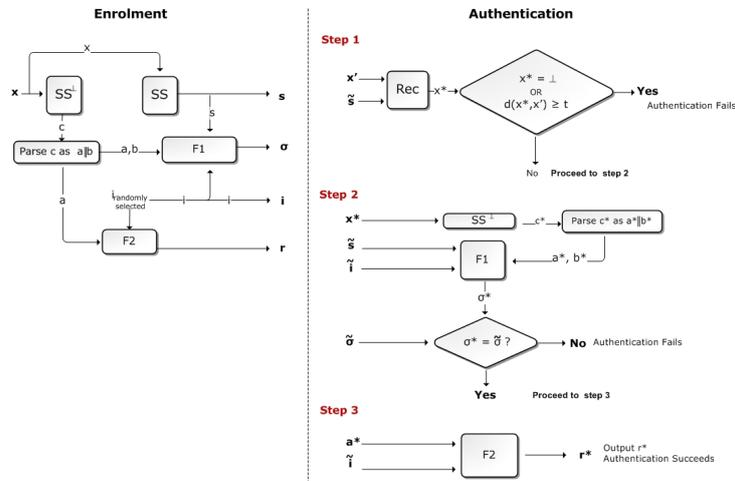 Enrolment
x
x
SS⊥
SS
s
c
s
Parse c as a‖b
a,b
F1
σ
a
i randomly selected
i
i
i
F2
r
Authentication
Step 1
x'
s̃
Rec
x*
x* = ⊥
OR
d(x*,x') ≥ t
Yes
Authentication Fails
No Proceed to step 2
Step 2
x*
SS⊥
c*
Parse c* as a*‖b*
s̃
ĩ
F1
a*, b*
σ*
σ̃
σ* = σ̃ ?
No Authentication Fails
Yes
Proceed to step 3
Step 3
a*
ĩ
F2
r*
Output r*
Authentication Succeeds